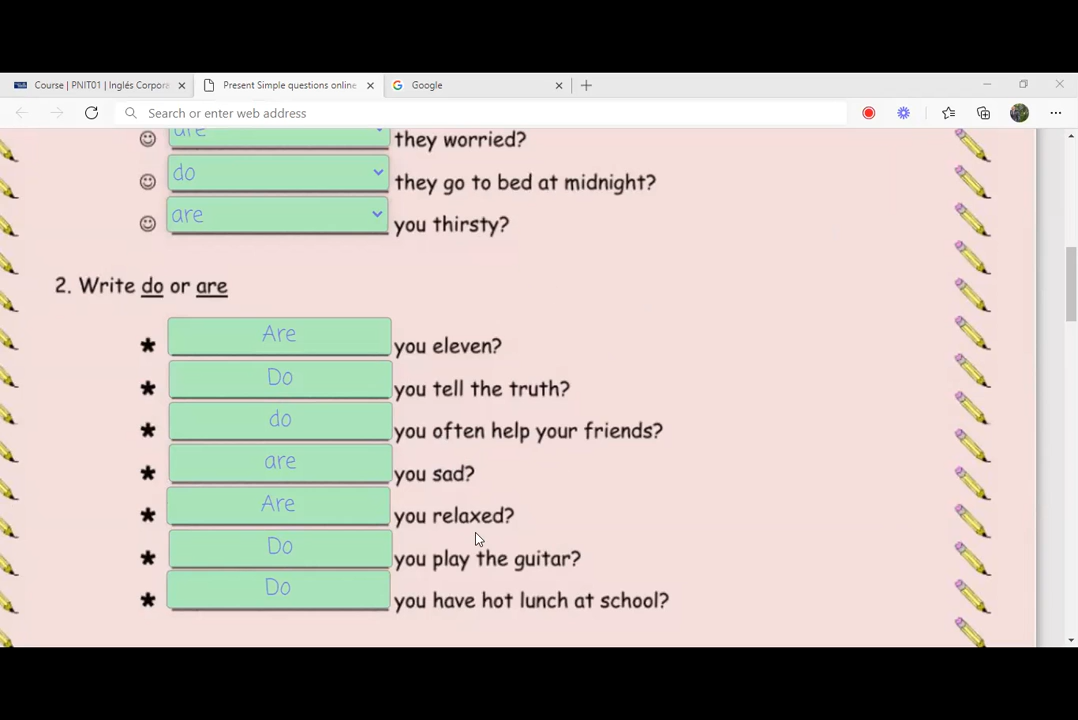 Course | PNIT01 | Inglés Corpora
Present Simple questions online
Google
Search or enter web address
are they worried?
do they go to bed at midnight?
are you thirsty?
2. Write do or are
* Are you eleven?
* Do you tell the truth?
* do you often help your friends?
* are you sad?
* Are you relaxed?
* Do you play the guitar?
* Do you have hot lunch at school?